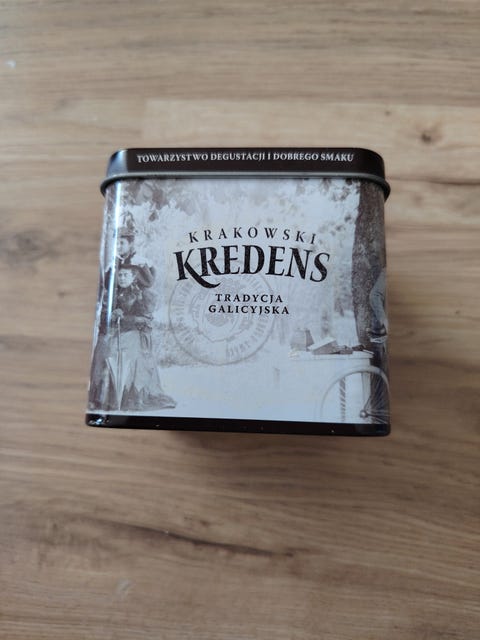 TOWARZYSTWO DEGUSTACJI I DOBREGO SMAKU
KRAKOWSKI
KREDENS
TRADYCJA
GALICYJSKA